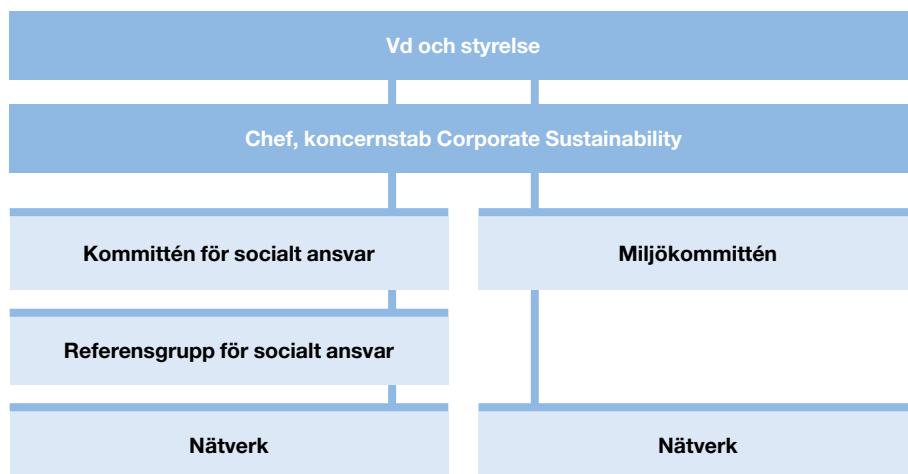 Vd och styrelse
Chef, koncernstab Corporate Sustainability
Kommittén för socialt ansvar
Miljökommittén
Referensgrupp för socialt ansvar
Nätverk
Nätverk